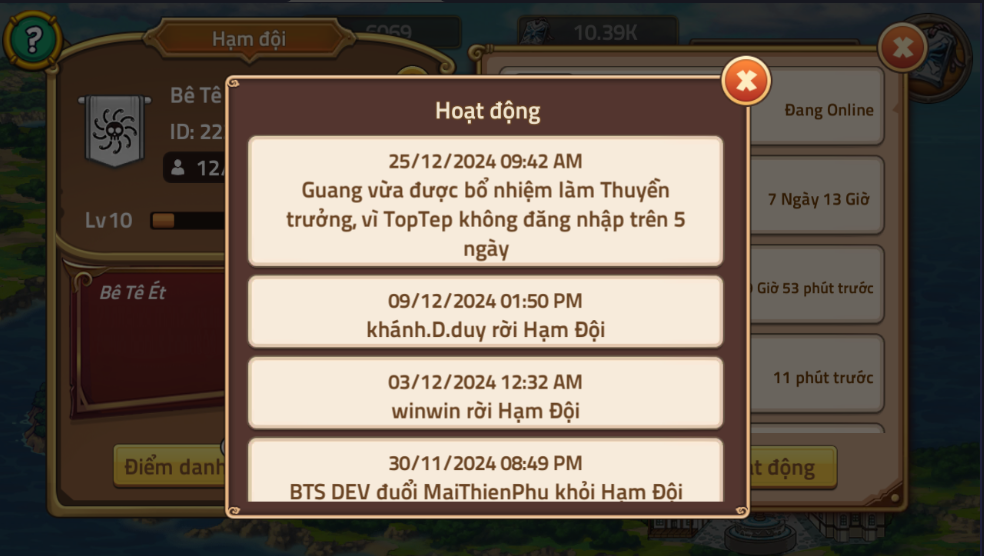 Hạm đội
6069
10.39K
Bê Tê
ID: 22
12/
Lv 10
Bê Tê Ét
Điểm danh
Hoạt động
25/12/2024 09:42 AM
Guang vừa được bổ nhiệm làm Thuyền
trưởng, vì TopTep không đăng nhập trên 5
ngày
09/12/2024 01:50 PM
khánh.D.duy rời Hạm Đội
03/12/2024 12:32 AM
winwin rời Hạm Đội
30/11/2024 08:49 PM
BTS DEV đuổi MaiThienPhu khỏi Hạm Đội
Đang Online
7 Ngày 13 Giờ
Giờ 53 phút trước
11 phút trước
động